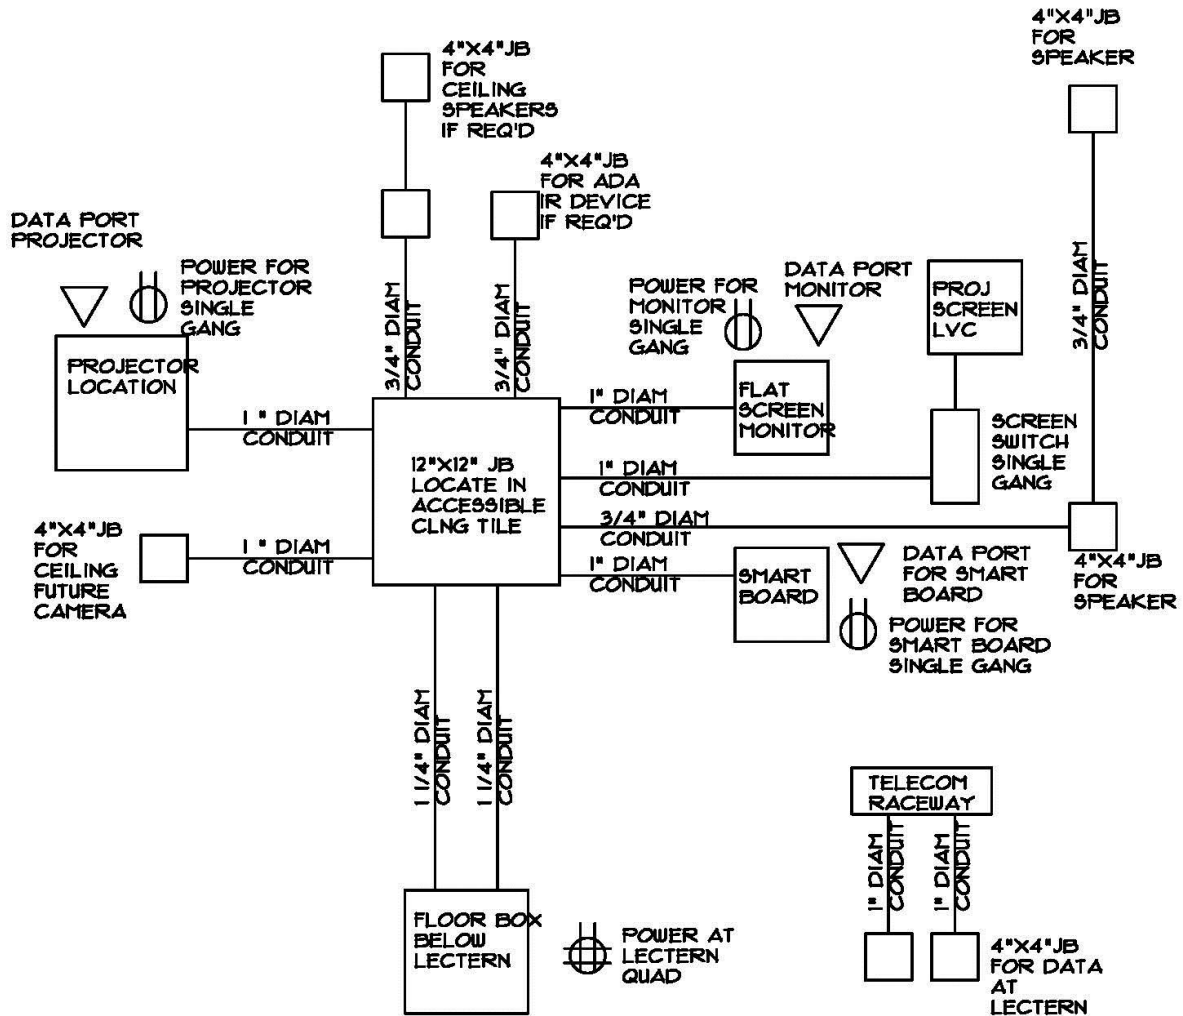 4"X4"JB
FOR
CEILING
SPEAKERS
IF REQ'D
4"X4"JB
FOR
SPEAKER
4"X4"JB
FOR ADA
IR DEVICE
IF REQ'D
DATA PORT
PROJECTOR
POWER FOR
PROJECTOR
SINGLE
GANG
PROJECTOR
LOCATION
3/4" DIAM
CONDUIT
3/4" DIAM
CONDUIT
POWER FOR
MONITOR
SINGLE
GANG
DATA PORT
MONITOR
PROJ
SCREEN
LVC
3/4" DIAM
CONDUIT
1" DIAM
CONDUIT
1" DIAM
CONDUIT
FLAT
SCREEN
MONITOR
SCREEN
SWITCH
SINGLE
GANG
12"X12" JB
LOCATE IN
ACCESSIBLE
CLNG TILE
1" DIAM
CONDUIT
3/4" DIAM
CONDUIT
4"X4"JB
FOR
CEILING
FUTURE
CAMERA
1" DIAM
CONDUIT
1" DIAM
CONDUIT
SMART
BOARD
DATA PORT
FOR SMART
BOARD
4"X4"JB
FOR
SPEAKER
POWER FOR
SMART BOARD
SINGLE GANG
1 1/4" DIAM
CONDUIT
1 1/4" DIAM
CONDUIT
TELECOM
RACEWAY
1" DIAM
CONDUIT
1" DIAM
CONDUIT
FLOOR BOX
BELOW
LECTERN
POWER AT
LECTERN
QUAD
4"X4"JB
FOR DATA
AT
LECTERN